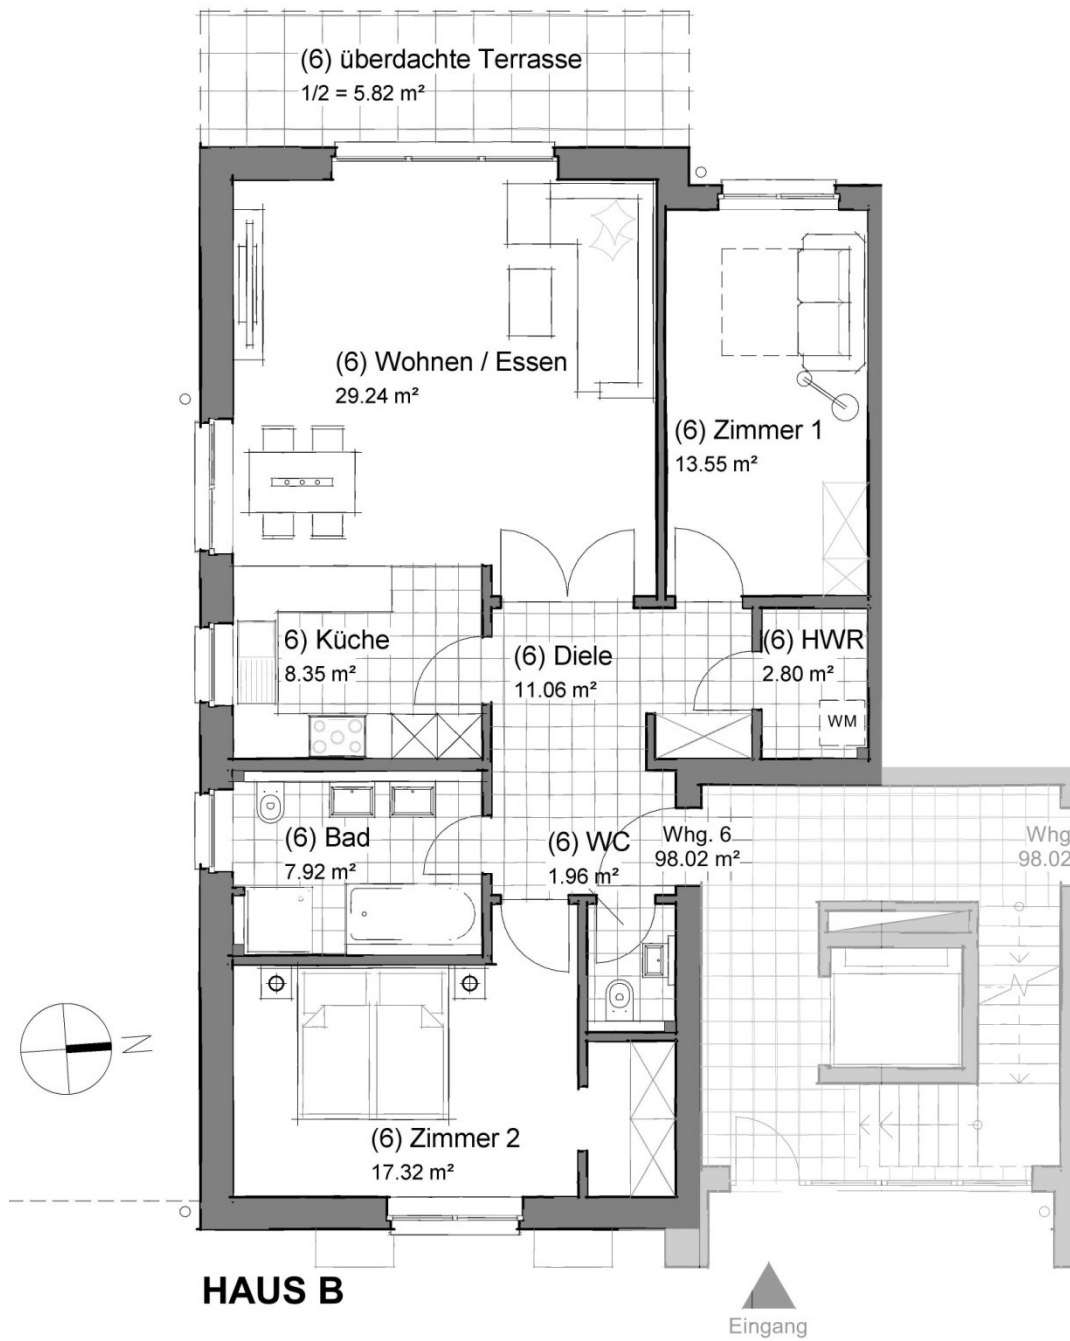 (6) überdachte Terrasse
1/2 = 5.82 m²
(6) Wohnen / Essen
29.24 m²
(6) Zimmer 1
13.55 m²
6) Küche
8.35 m²
(6) Diele
11.06 m²
(6) HWR
2.80 m²
WM
(6) Bad
7.92 m²
(6) WC
1.96 m²
Whg. 6
98.02 m²
Whg
98.02
N
(6) Zimmer 2
17.32 m²
HAUS B
Eingang